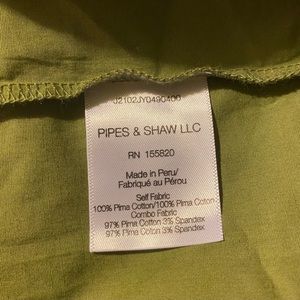 J2102JY0490400
PIPES & SHAW LLC
RN 155820
Made in Peru/
Fabriqué au Pérou
Self Fabric
100% Pima Cotton/100% Pima Coton
Combo Fabric
97% Pima Cotton 3% Spandex
97% Pima Coton 3% Spandex